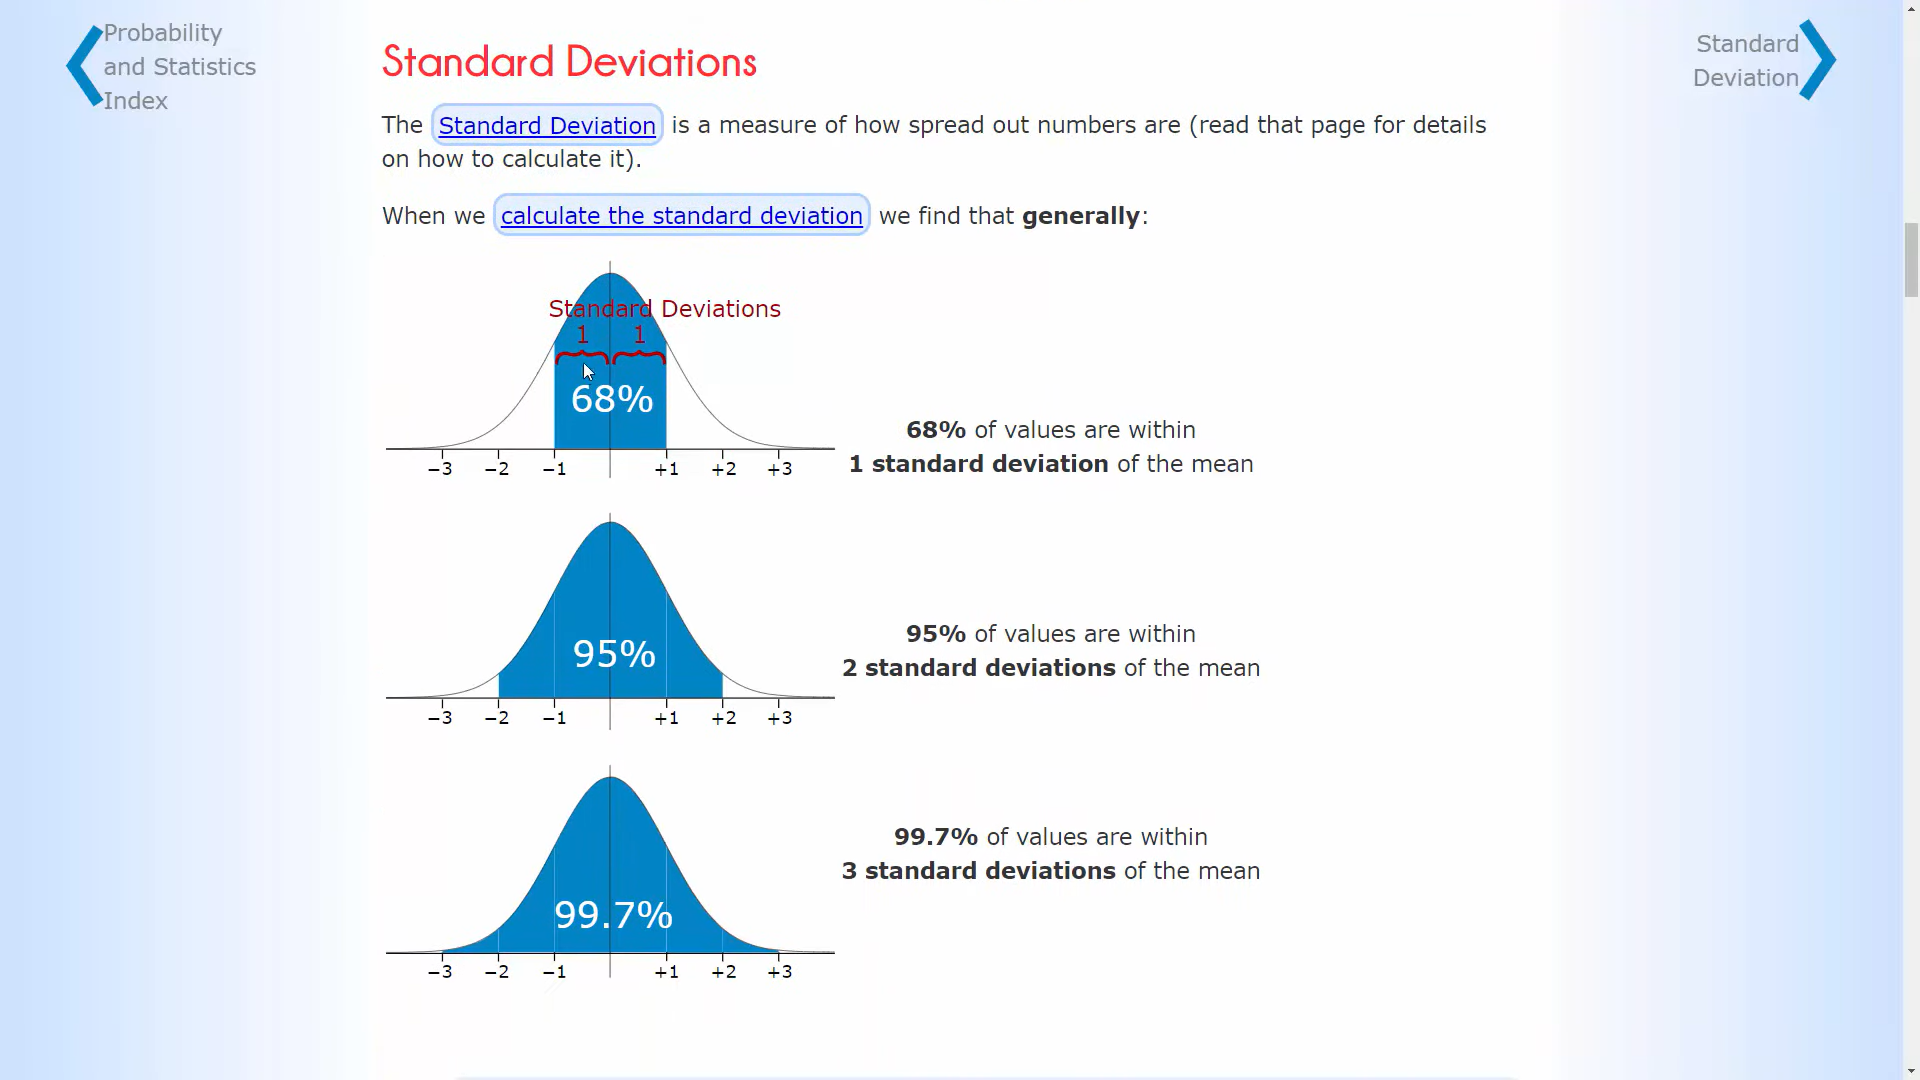 Probability
and Statistics
Index
Standard
Deviation
Standard Deviations
The Standard Deviation is a measure of how spread out numbers are (read that page for details
on how to calculate it).
When we calculate the standard deviation we find that generally:
Standard Deviations
1 1
68%
−3 −2 −1 +1 +2 +3
68% of values are within
1 standard deviation of the mean
95%
−3 −2 −1 +1 +2 +3
95% of values are within
2 standard deviations of the mean
99.7%
−3 −2 −1 +1 +2 +3
99.7% of values are within
3 standard deviations of the mean